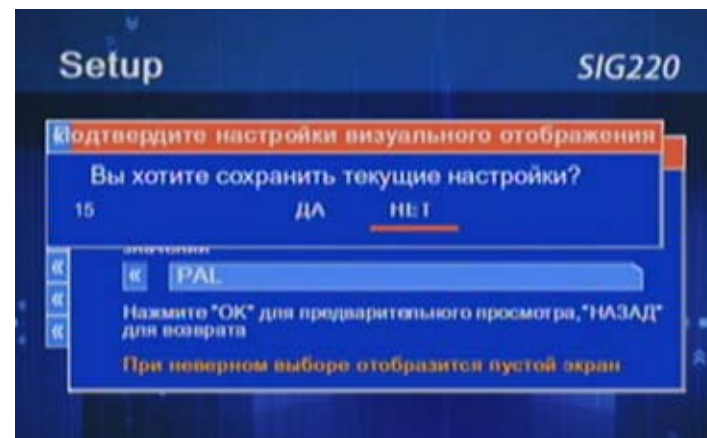 Setup
SIG220
Подтвердите настройки визуального отображения
Вы хотите сохранить текущие настройки?
15
ДА
НЕТ
«
PAL
«
«
«
Нажмите "ОК" для предварительного просмотра,"НАЗАД"
для возврата
При неверном выборе отобразится пустой экран